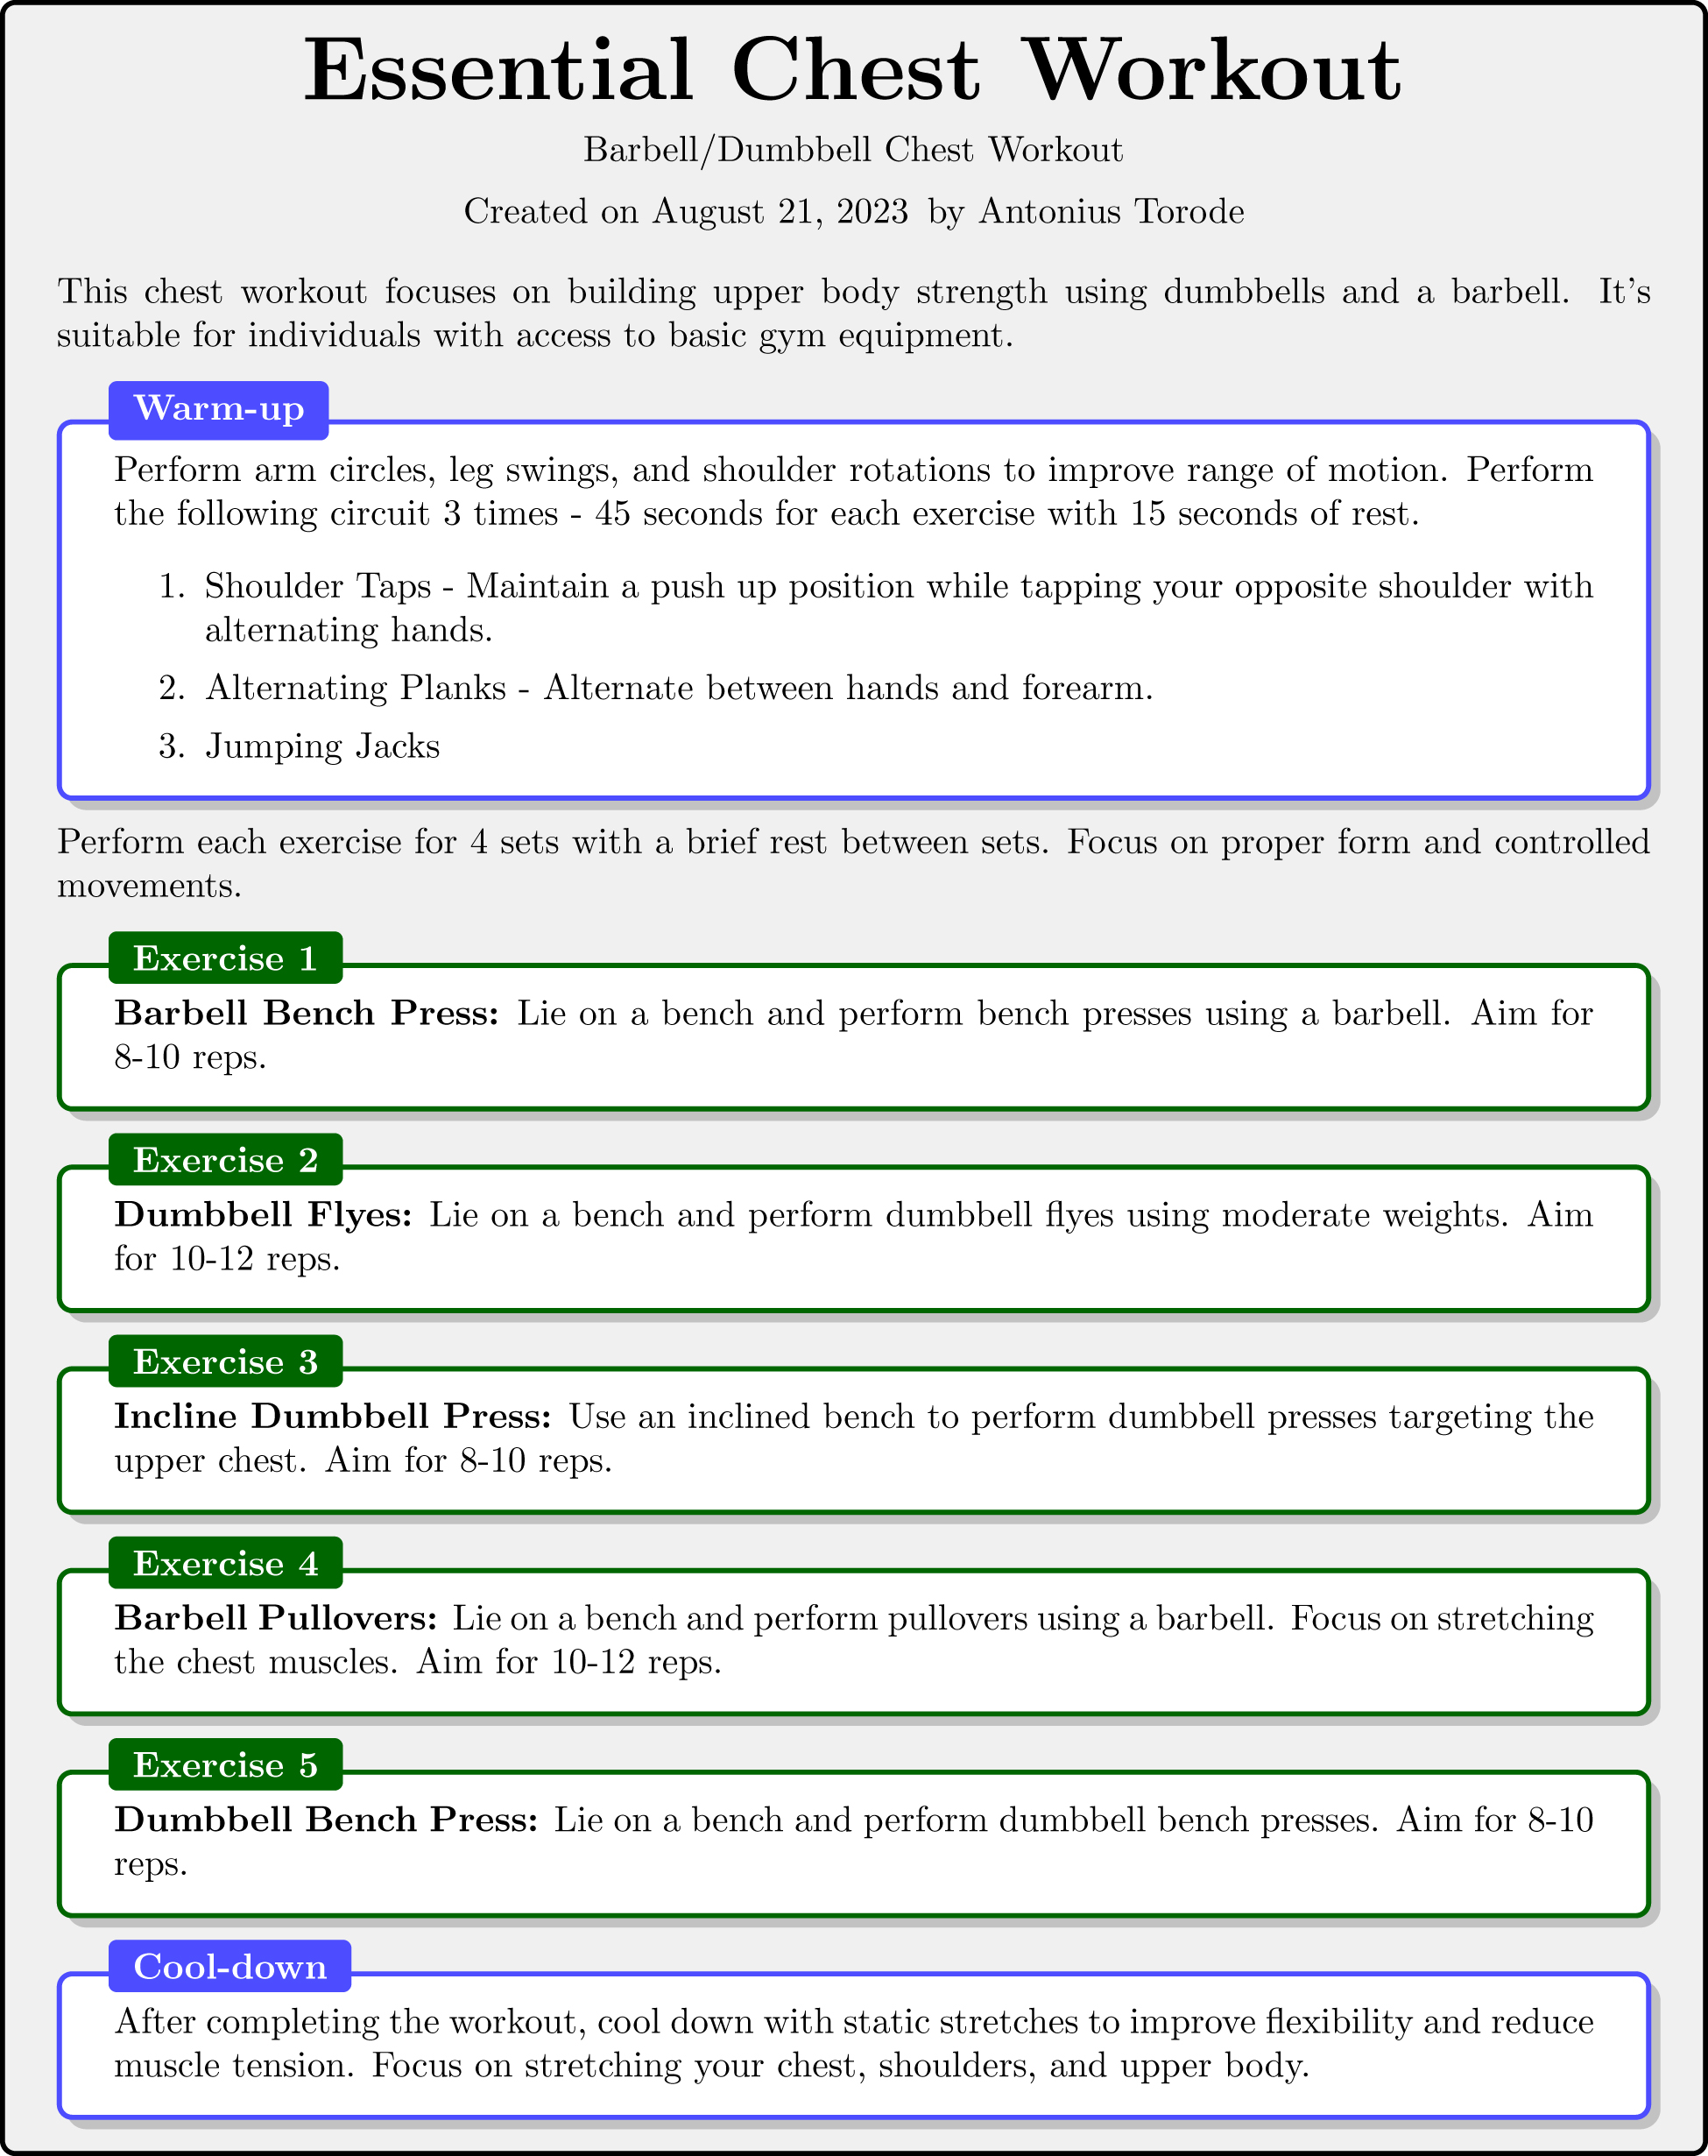 Essential Chest Workout
Barbell/Dumbbell Chest Workout
Created on August 21, 2023 by Antonius Torode
This chest workout focuses on building upper body strength using dumbbells and a barbell. It's
suitable for individuals with access to basic gym equipment.
Warm-up
Perform arm circles, leg swings, and shoulder rotations to improve range of motion. Perform
the following circuit 3 times - 45 seconds for each exercise with 15 seconds of rest.
1. Shoulder Taps - Maintain a push up position while tapping your opposite shoulder with
alternating hands.
2. Alternating Planks - Alternate between hands and forearm.
3. Jumping Jacks
Perform each exercise for 4 sets with a brief rest between sets. Focus on proper form and controlled
movements.
Exercise 1
Barbell Bench Press: Lie on a bench and perform bench presses using a barbell. Aim for
8-10 reps.
Exercise 2
Dumbbell Flyes: Lie on a bench and perform dumbbell flyes using moderate weights. Aim
for 10-12 reps.
Exercise 3
Incline Dumbbell Press: Use an inclined bench to perform dumbbell presses targeting the
upper chest. Aim for 8-10 reps.
Exercise 4
Barbell Pullovers: Lie on a bench and perform pullovers using a barbell. Focus on stretching
the chest muscles. Aim for 10-12 reps.
Exercise 5
Dumbbell Bench Press: Lie on a bench and perform dumbbell bench presses. Aim for 8-10
reps.
Cool-down
After completing the workout, cool down with static stretches to improve flexibility and reduce
muscle tension. Focus on stretching your chest, shoulders, and upper body.